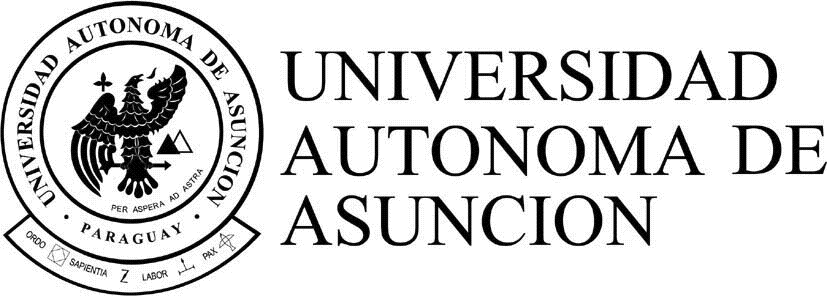 UNIVERSIDAD AUTONOMA DE ASUNCION
• PARAGUAY •
PER ASPERA AD ASTRA
ORDO SAPIENTIA Z LABOR PAX
UNIVERSIDAD
AUTONOMA DE
ASUNCION